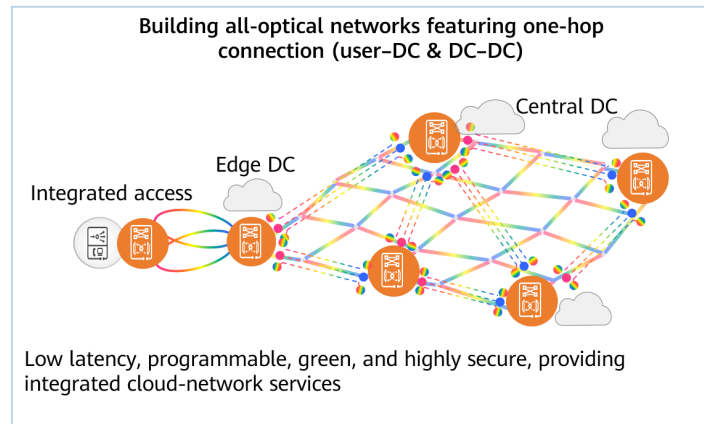 Building all-optical networks featuring one-hop
connection (user–DC & DC–DC)
Central DC
Edge DC
Integrated access
Low latency, programmable, green, and highly secure, providing
integrated cloud-network services